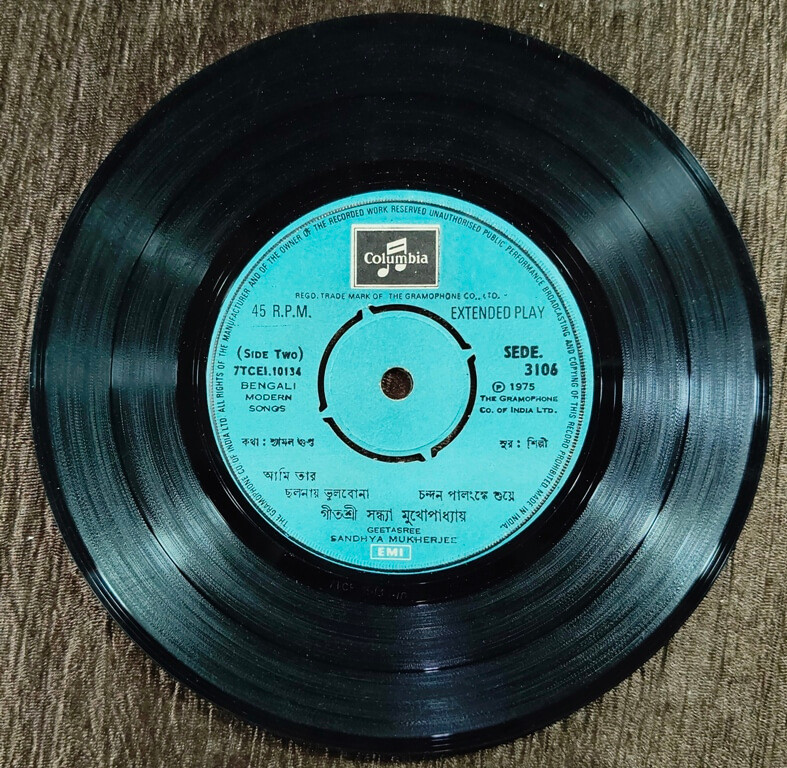 THE GRAMOPHONE CO. OF INDIA LTD. ALL RIGHTS OF THE MANUFACTURER AND OF THE OWNER OF THE RECORDED WORK RESERVED UNAUTHORISED PUBLIC PERFORMANCE BROADCASTING AND COPYING OF THIS RECORD PROHIBITED MADE IN INDIA.
Columbia
REGD. TRADE MARK OF THE GRAMOPHONE CO., LTD.
45 R.P.M. EXTENDED PLAY
(SIDE TWO) SEDE.
7TCEI.10134 3106
BENGALI ℗ 1975
MODERN THE GRAMOPHONE
SONGS CO. OF INDIA LTD.
কথা : শ্যামল গুপ্ত সুর : শিল্পী
আমি তার
ছলনায় ভুলবোনা চন্দন পালংকে শুয়ে
গীতশ্রী সন্ধ্যা মুখোপাধ্যায়
GEETASREE
SANDHYA MUKHERJEE
EMI